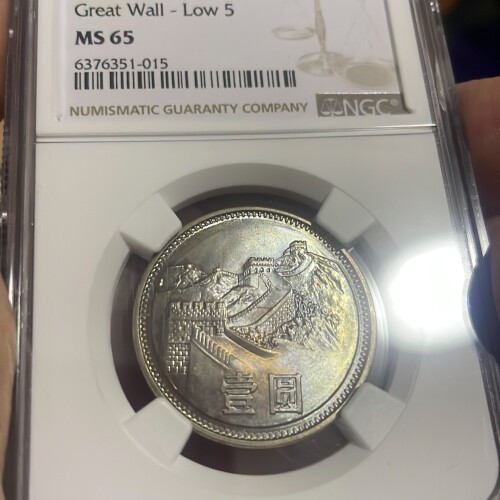 Great Wall - Low 5
MS 65
6376351-015
NUMISMATIC GUARANTY COMPANY NGC®
壹圆